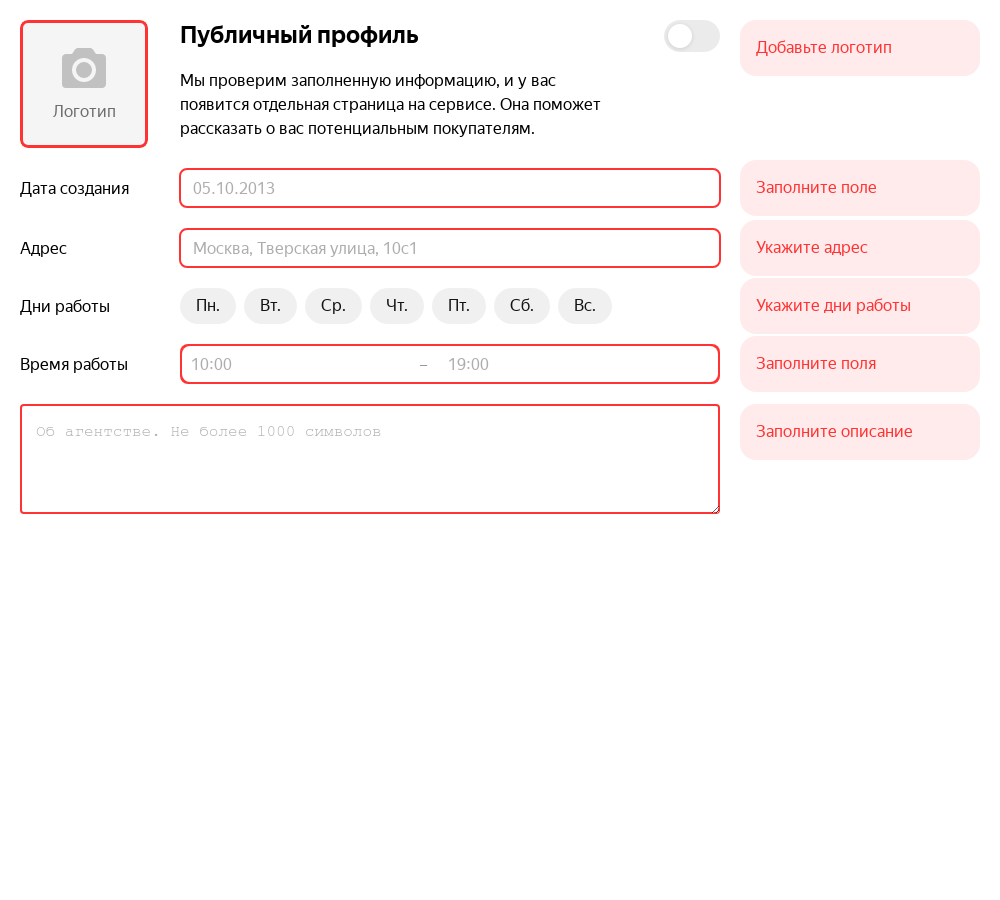 Логотип
Публичный профиль
Добавьте логотип
Мы проверим заполненную информацию, и у вас
появится отдельная страница на сервисе. Она поможет
рассказать о вас потенциальным покупателям.
Дата создания
05.10.2013
Заполните поле
Адрес
Москва, Тверская улица, 10с1
Укажите адрес
Дни работы
Пн. Вт. Ср. Чт. Пт. Сб. Вс.
Укажите дни работы
Время работы
10:00 – 19:00
Заполните поля
Об агентстве. Не более 1000 символов
Заполните описание